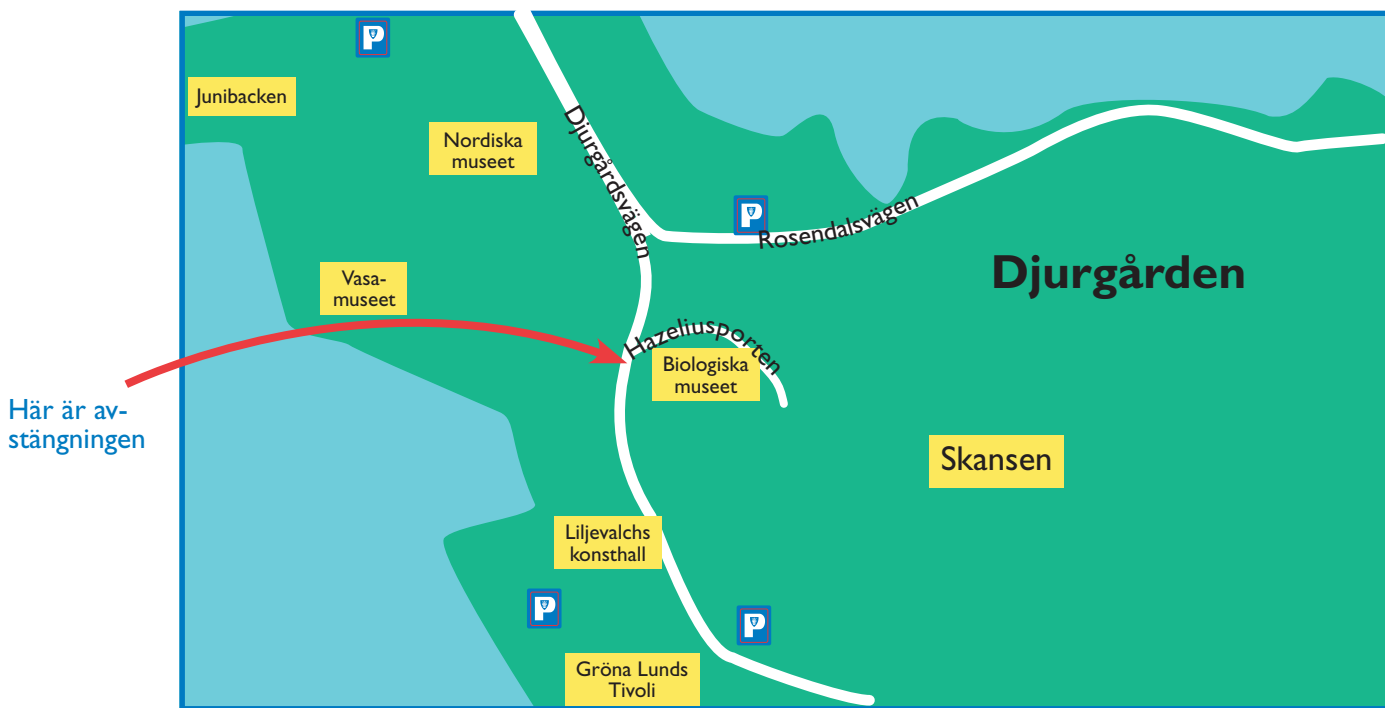 P
Junibacken
Nordiska
museet
Djurgårdsvägen
P
Rosendalsvägen
Djurgården
Vasa-
museet
Hazeliusporten
Biologiska
museet
Här är av-
stängningen
Skansen
Liljevalchs
konsthall
P
P
Gröna Lunds
Tivoli